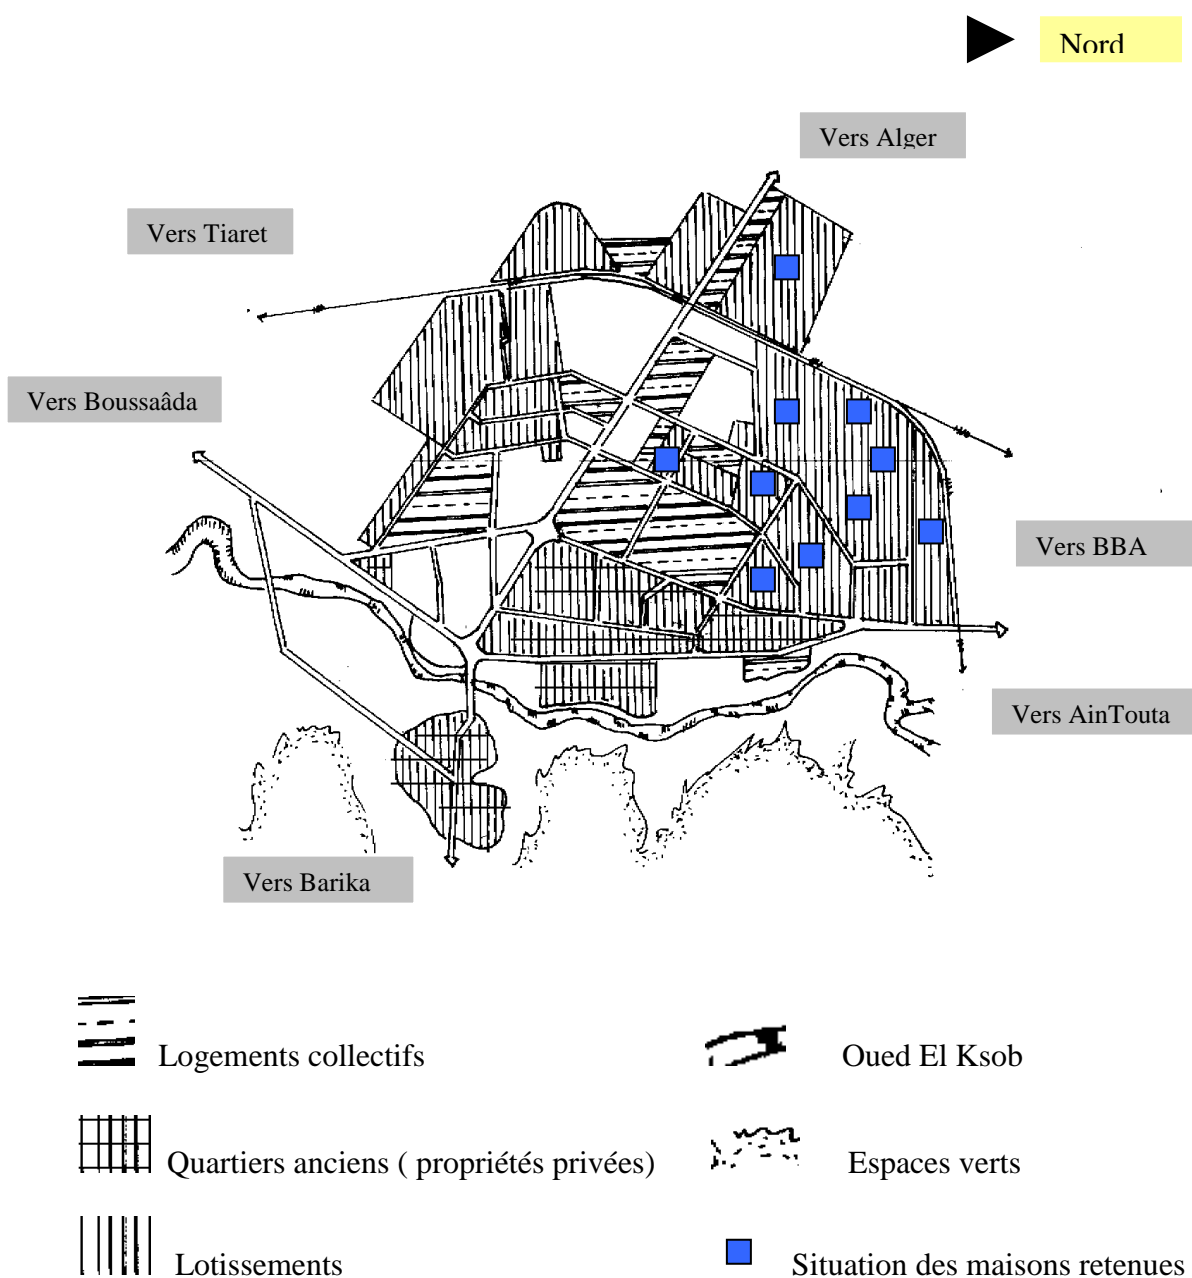 Nord
Vers Alger
Vers Tiaret
Vers Boussaâda
Vers BBA
Vers AinTouta
Vers Barika
Logements collectifs
Oued El Ksob
Quartiers anciens ( propriétés privées)
Espaces verts
Lotissements
Situation des maisons retenues